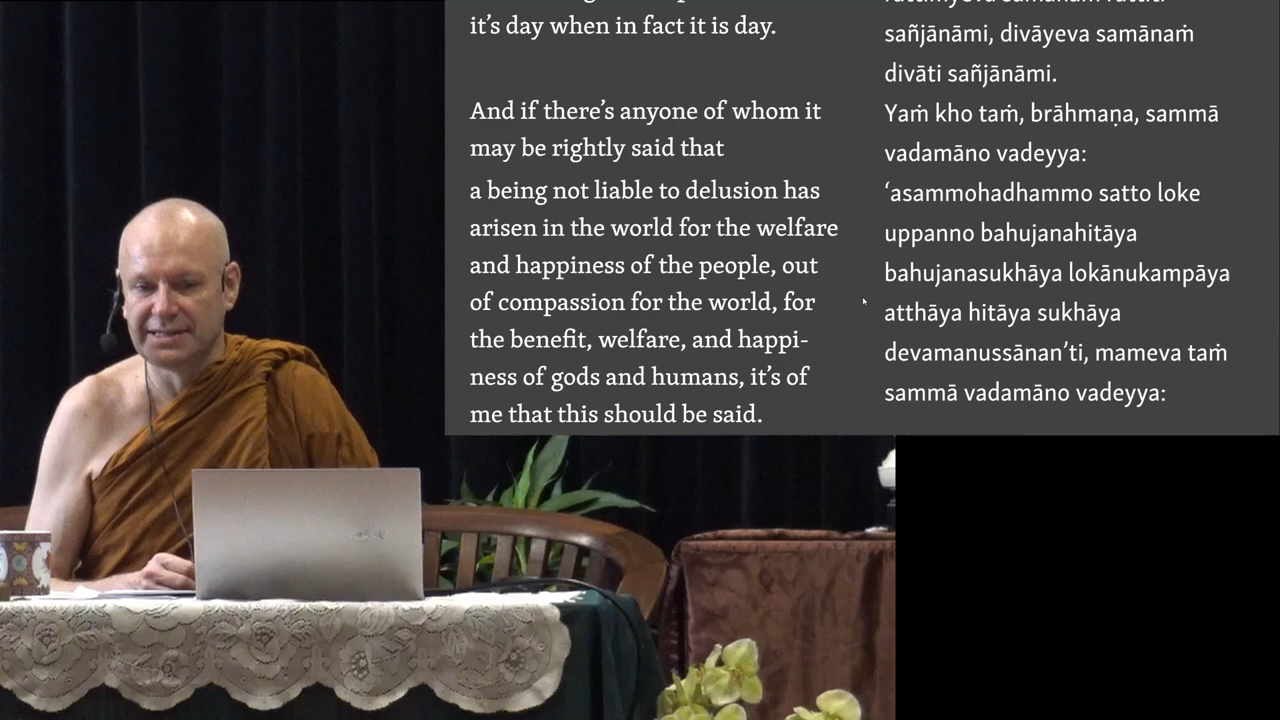 it's day when in fact it is day.
And if there's anyone of whom it
may be rightly said that
a being not liable to delusion has
arisen in the world for the welfare
and happiness of the people, out
of compassion for the world, for
the benefit, welfare, and happi-
ness of gods and humans, it's of
me that this should be said.
sañjānāmi, divāyeva samānaṁ
divāti sañjānāmi.
Yaṁ kho taṁ, brāhmaṇa, sammā
vadamāno vadeyya:
‘asammohadhammo satto loke
uppanno bahujanahitāya
bahujanasukhāya lokānukampāya
atthāya hitāya sukhāya
devamanussānan’ti, mameva taṁ
sammā vadamāno vadeyya: